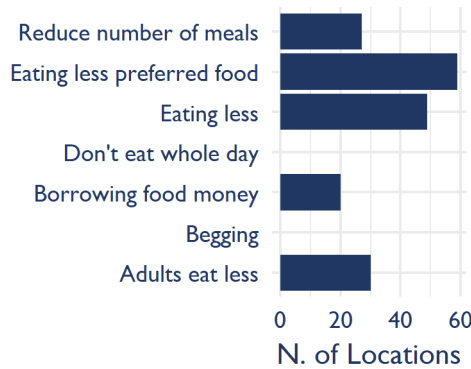 Reduce number of meals
Eating less preferred food
Eating less
Don't eat whole day
Borrowing food money
Begging
Adults eat less
0 20 40 60
N. of Locations